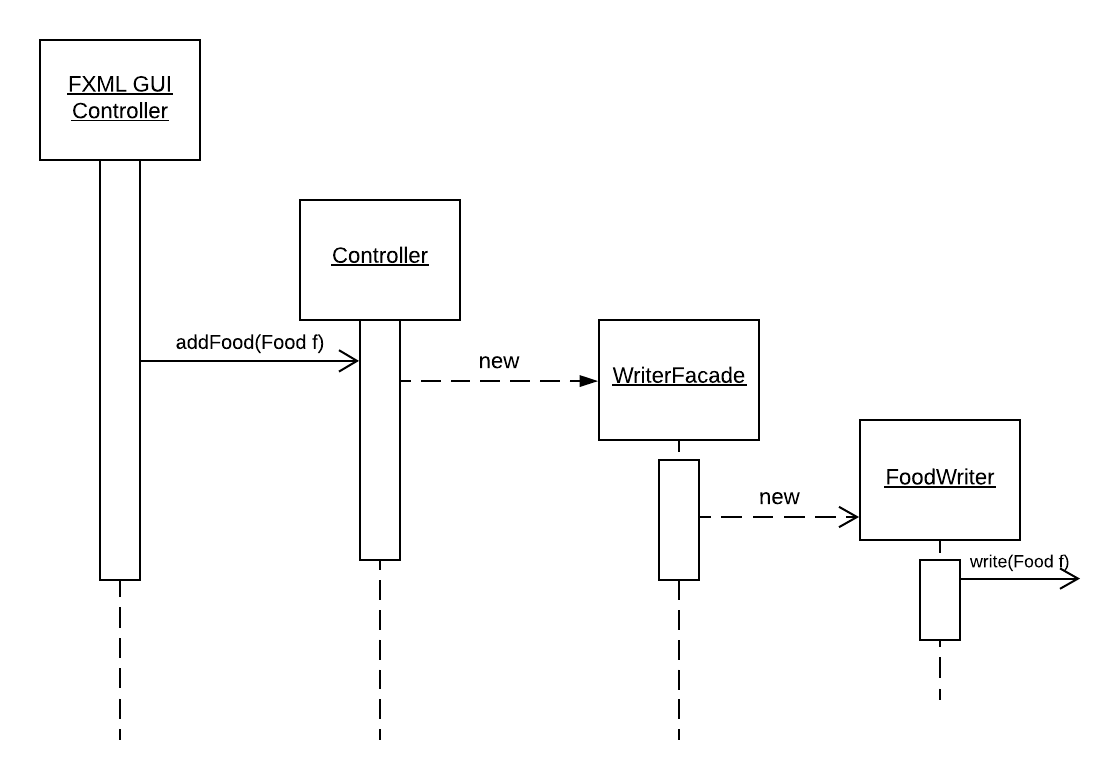 FXML GUI
Controller
Controller
addFood(Food f)
new
WriterFacade
new
FoodWriter
write(Food f)